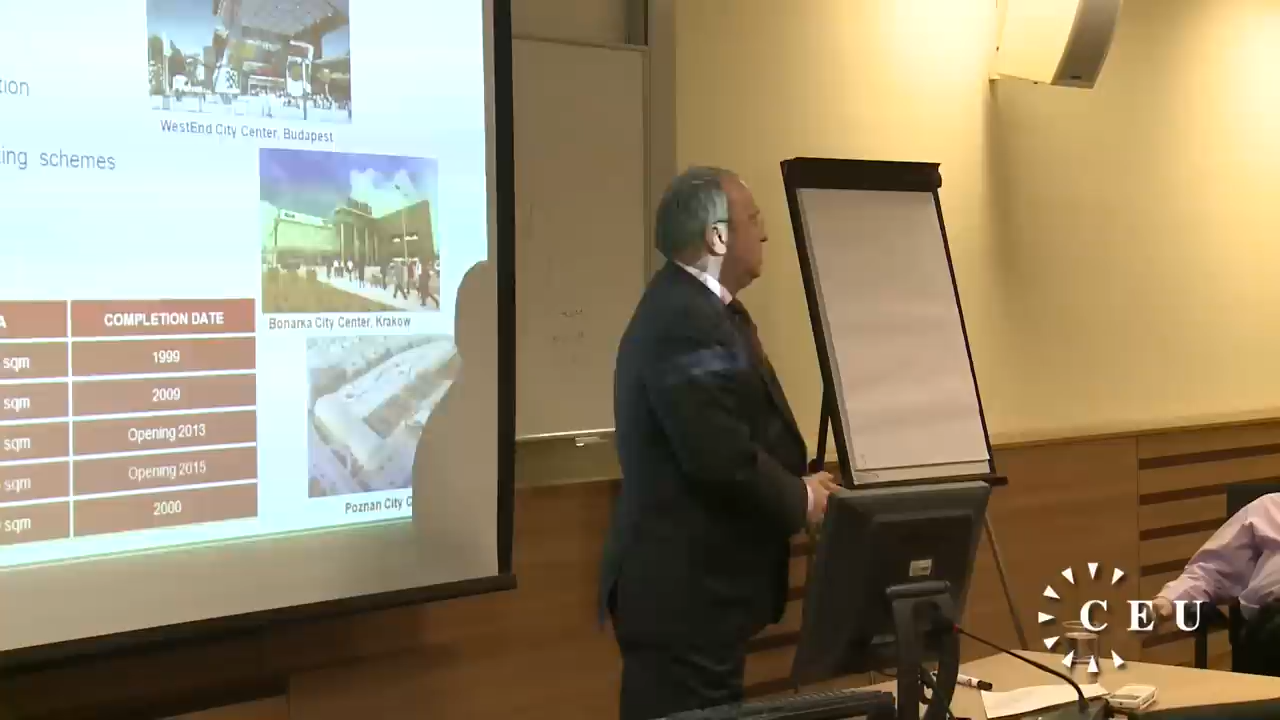 tion
WestEnd City Center, Budapest
ing schemes
Bonarka City Center, Krakow
A
COMPLETION DATE
sqm
1999
sqm
2009
sqm
Opening 2013
sqm
Opening 2015
sqm
2000
Poznan City C
CEU